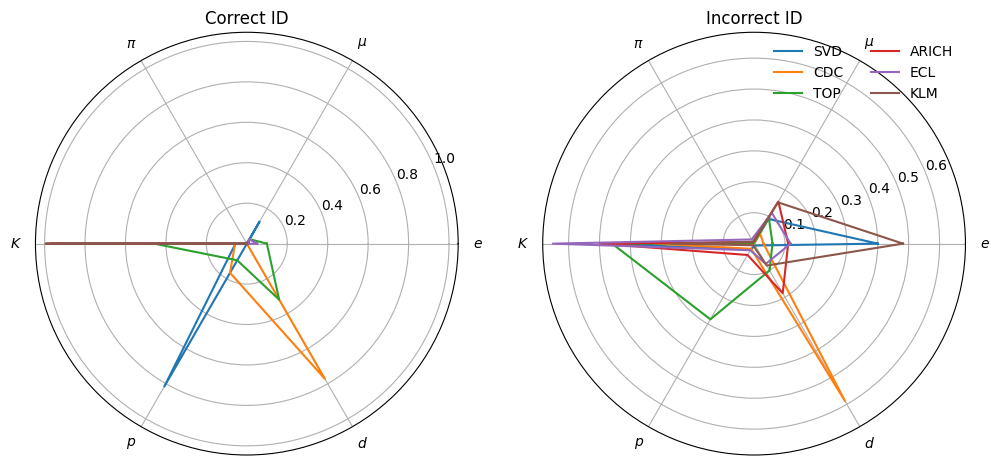 Correct ID
π
μ
K
e
p
d
0.2
0.4
0.6
0.8
1.0
Incorrect ID
π
μ
K
e
p
d
0.1
0.2
0.3
0.4
0.5
0.6
SVD
CDC
TOP
ARICH
ECL
KLM